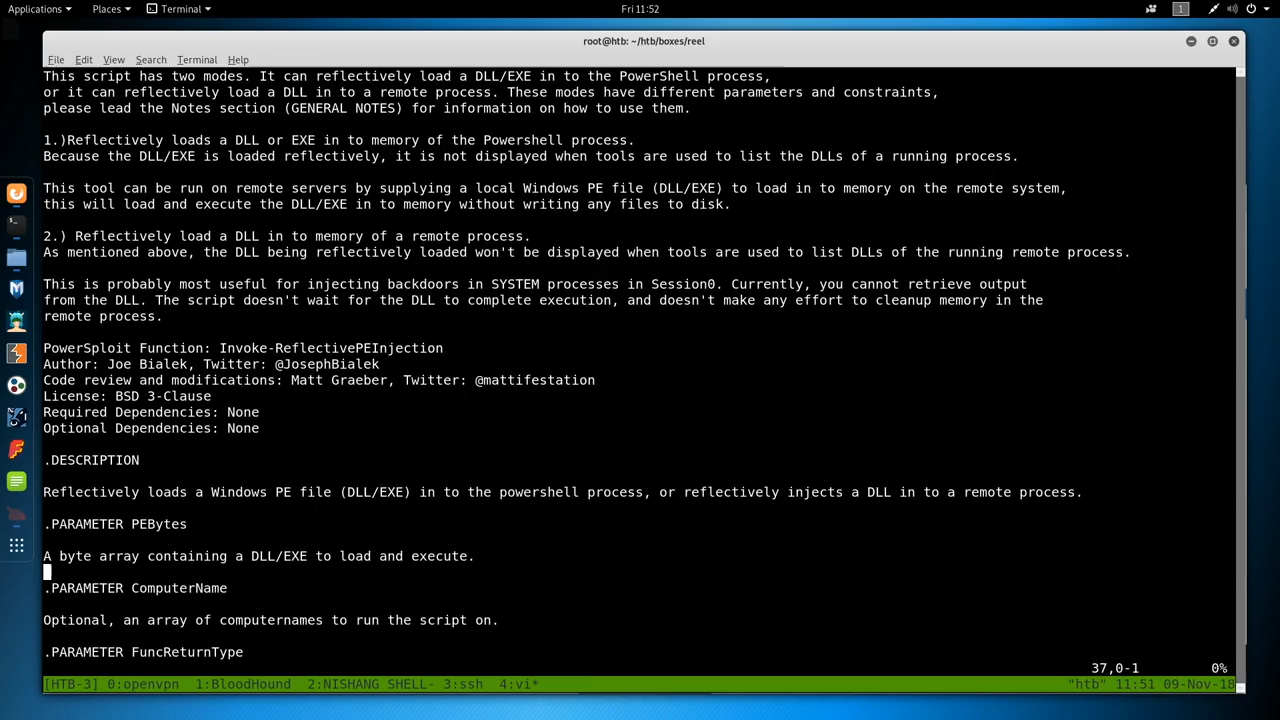 Applications Places Terminal Fri 11:52 1
root@htb: ~/htb/boxes/reel
File Edit View Search Terminal Help
This script has two modes. It can reflectively load a DLL/EXE in to the PowerShell process,
or it can reflectively load a DLL in to a remote process. These modes have different parameters and constraints,
please lead the Notes section (GENERAL NOTES) for information on how to use them.
1.)Reflectively loads a DLL or EXE in to memory of the Powershell process.
Because the DLL/EXE is loaded reflectively, it is not displayed when tools are used to list the DLLs of a running process.
This tool can be run on remote servers by supplying a local Windows PE file (DLL/EXE) to load in to memory on the remote system,
this will load and execute the DLL/EXE in to memory without writing any files to disk.
2.) Reflectively load a DLL in to memory of a remote process.
As mentioned above, the DLL being reflectively loaded won't be displayed when tools are used to list DLLs of the running remote process.
This is probably most useful for injecting backdoors in SYSTEM processes in Session0. Currently, you cannot retrieve output
from the DLL. The script doesn't wait for the DLL to complete execution, and doesn't make any effort to cleanup memory in the
remote process.
PowerSploit Function: Invoke-ReflectivePEInjection
Author: Joe Bialek, Twitter: @JosephBialek
Code review and modifications: Matt Graeber, Twitter: @mattifestation
License: BSD 3-Clause
Required Dependencies: None
Optional Dependencies: None
.DESCRIPTION
Reflectively loads a Windows PE file (DLL/EXE) in to the powershell process, or reflectively injects a DLL in to a remote process.
.PARAMETER PEBytes
A byte array containing a DLL/EXE to load and execute.
.PARAMETER ComputerName
Optional, an array of computernames to run the script on.
.PARAMETER FuncReturnType
37,0-1 0%
[HTB-3] 0:openvpn 1:BloodHound 2:NISHANG SHELL- 3:ssh 4:vi* "htb" 11:51 09-Nov-18